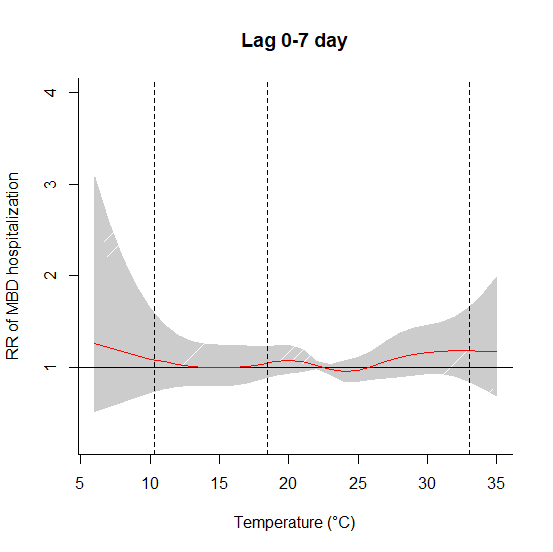 Lag 0-7 day
RR of MBD hospitalization
4
3
2
1
5 10 15 20 25 30 35
Temperature (°C)